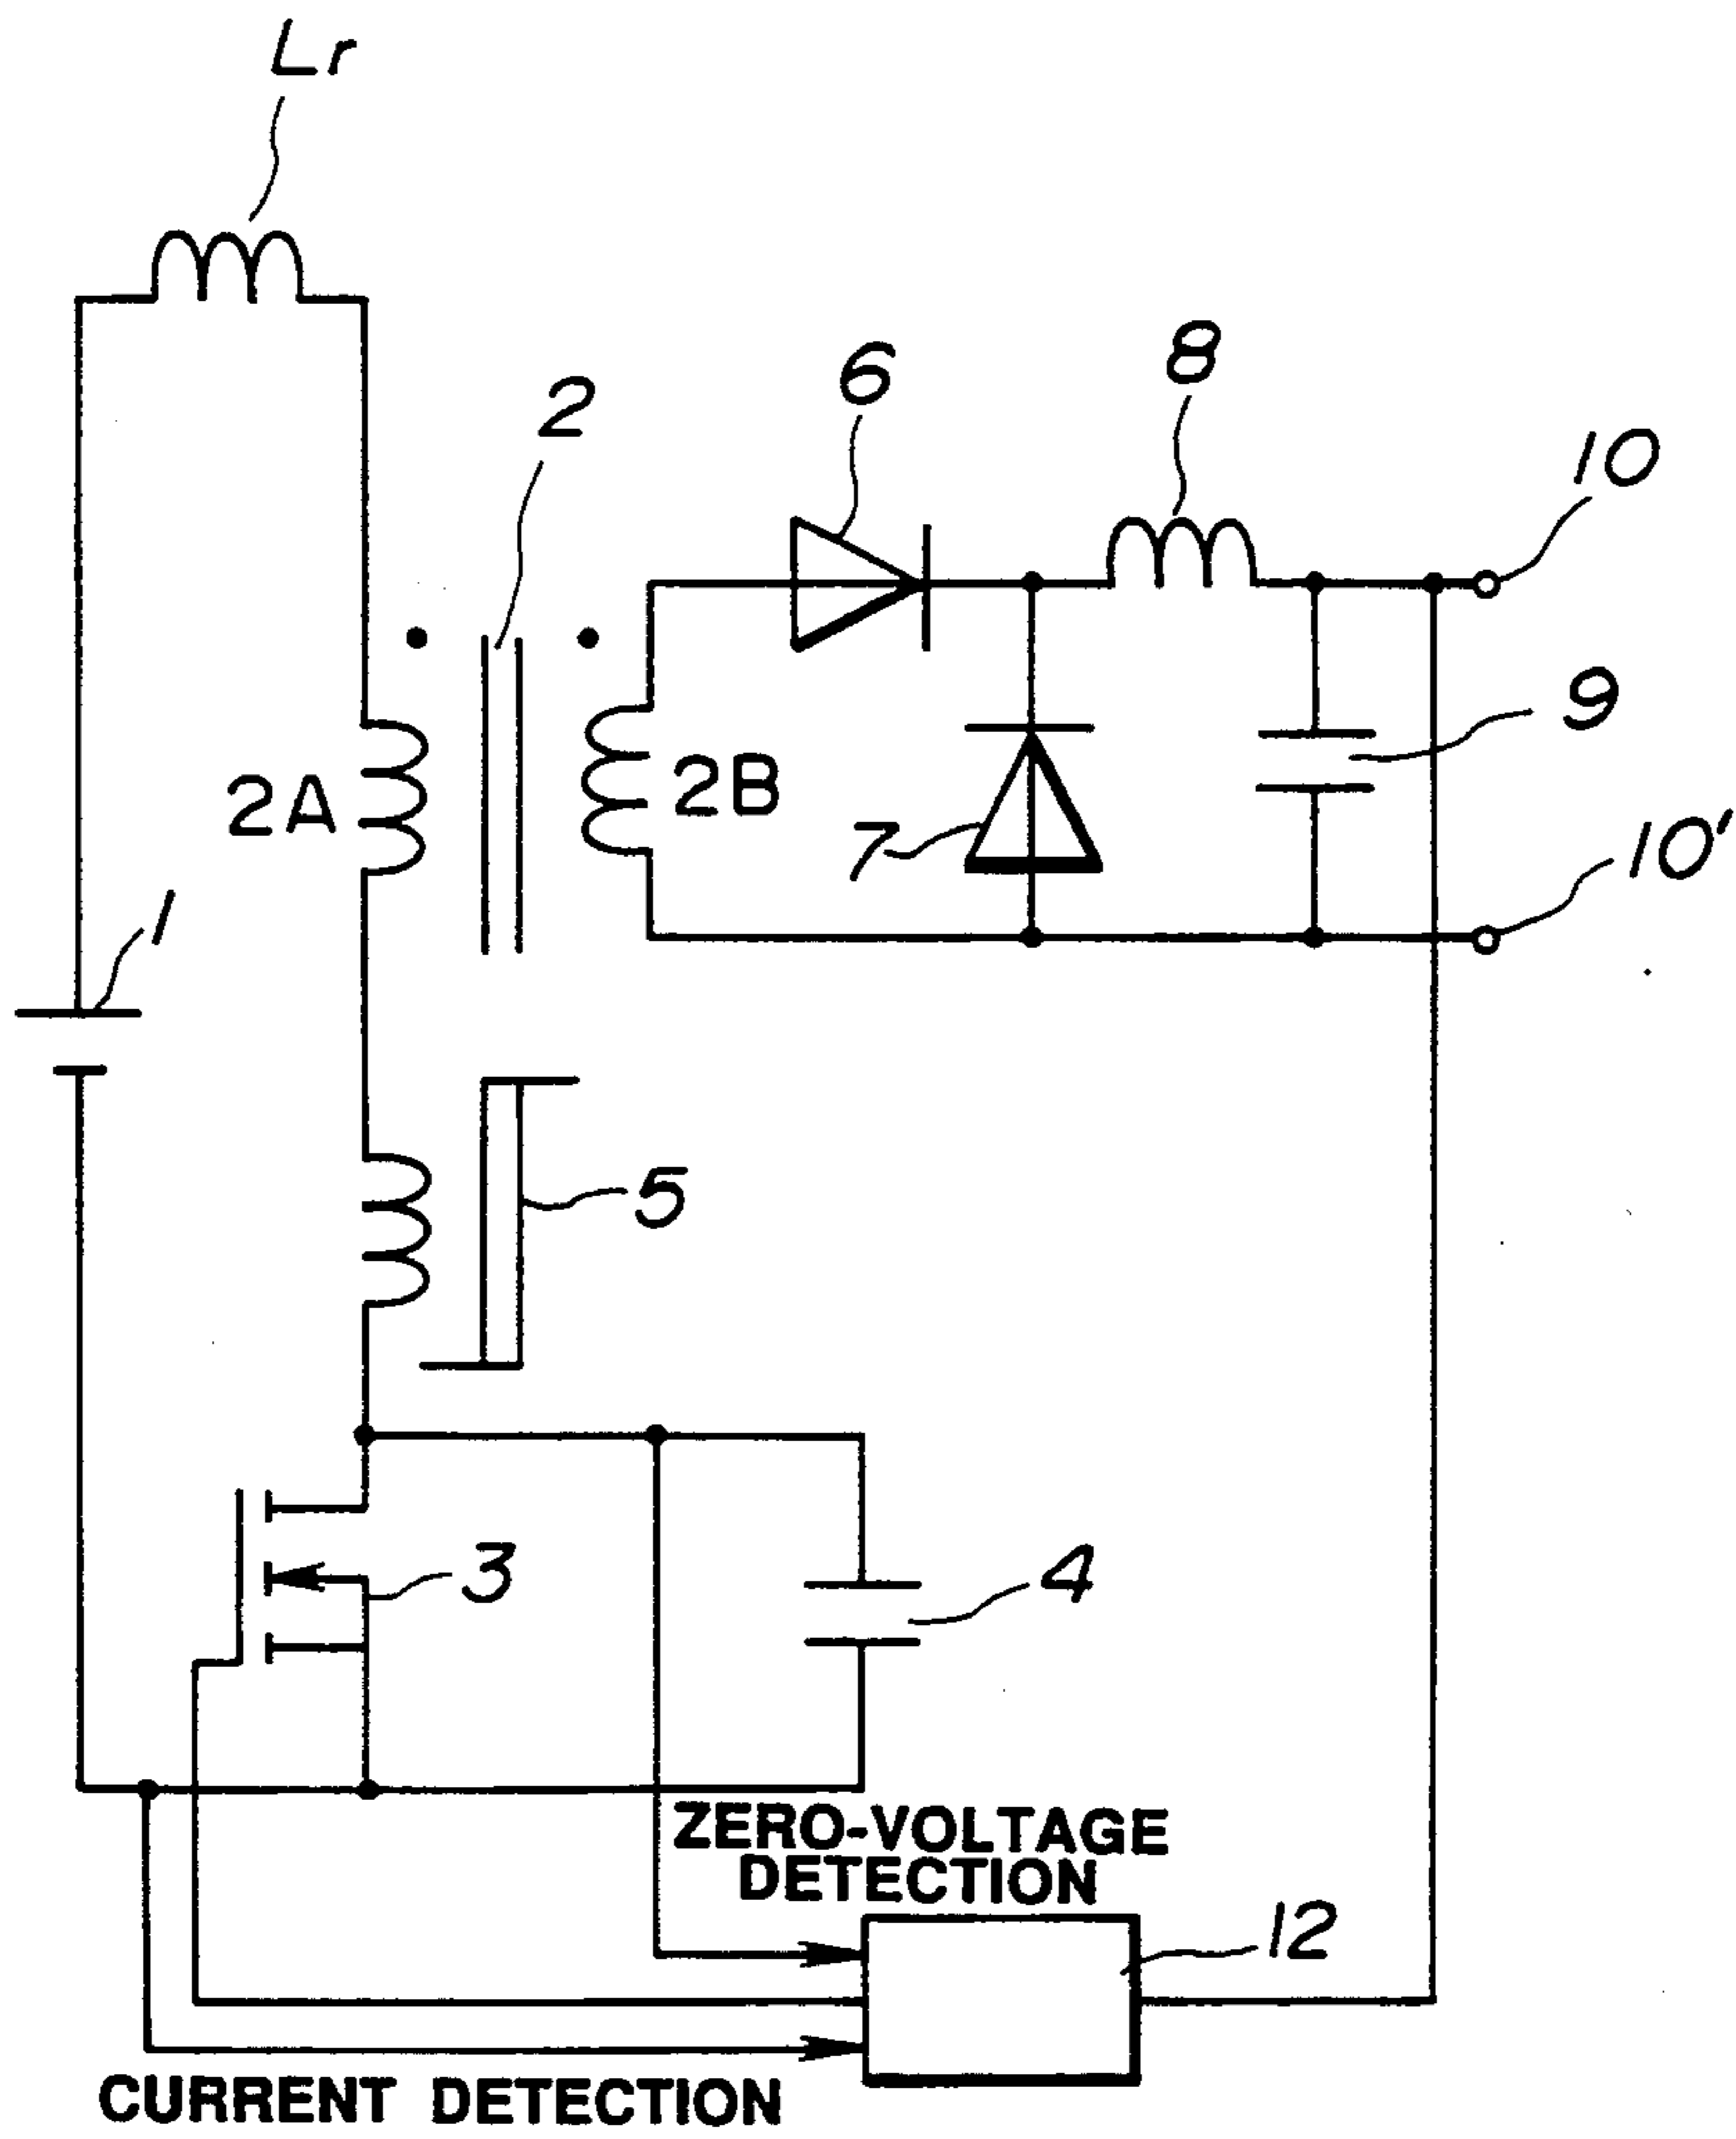 Lr
2
6
8
10
9
2A
2B
7
10'
1
5
3
4
ZERO-VOLTAGE
DETECTION
12
CURRENT DETECTION